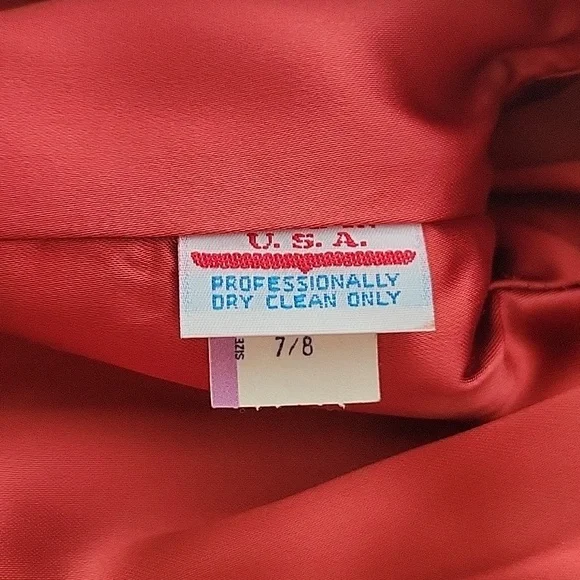 U. S. A.
PROFESSIONALLY
DRY CLEAN ONLY
SIZE
7/8